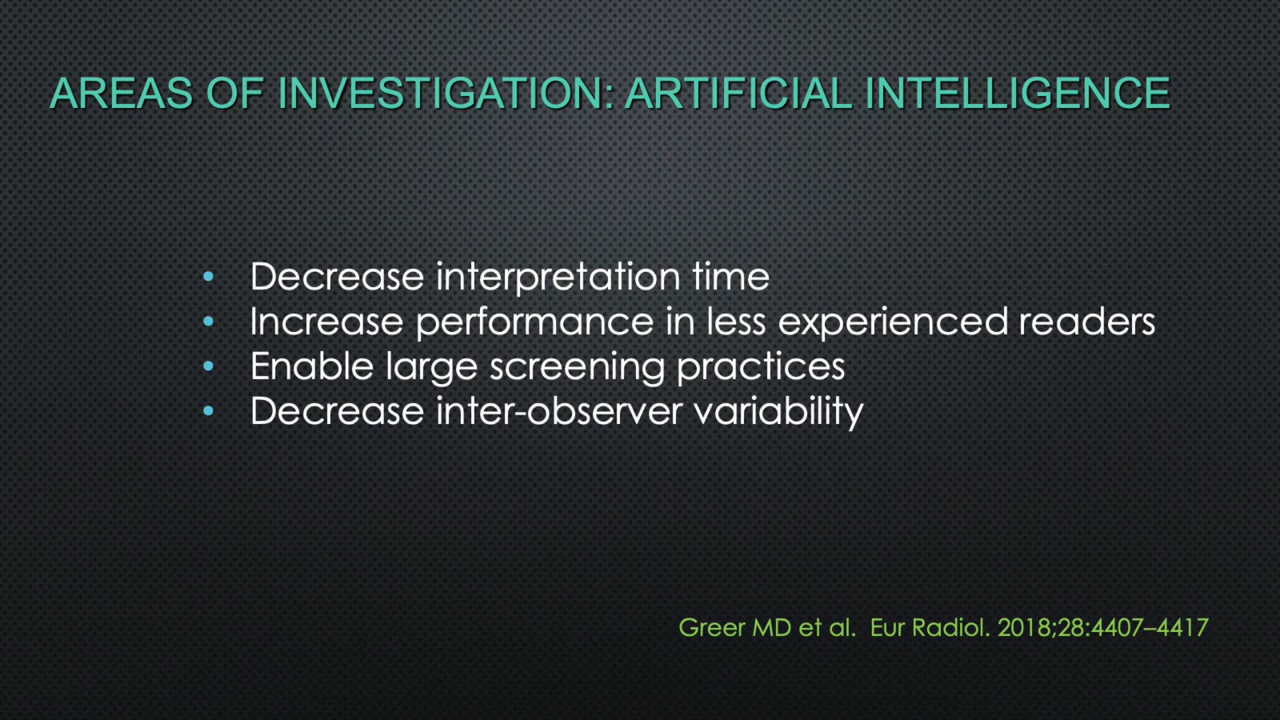 AREAS OF INVESTIGATION: ARTIFICIAL INTELLIGENCE
• Decrease interpretation time
• Increase performance in less experienced readers
• Enable large screening practices
• Decrease inter-observer variability
Greer MD et al. Eur Radiol. 2018;28:4407–4417